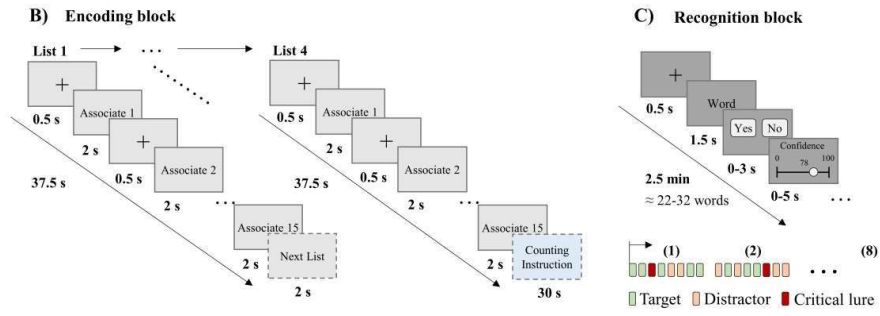 B) Encoding block
List 1
...
List 4
+
0.5 s
Associate 1
2 s
+
0.5 s
Associate 2
2 s
...
Associate 15
2 s
Next List
2 s
37.5 s
+
0.5 s
Associate 1
2 s
+
0.5 s
Associate 2
2 s
...
Associate 15
2 s
Counting
Instruction
30 s
37.5 s
C) Recognition block
+
0.5 s
Word
1.5 s
Yes No
0-3 s
Confidence
0 78 100
0-5 s
...
2.5 min
≈ 22-32 words
(1) (2) ... (8)
Target Distractor Critical lure